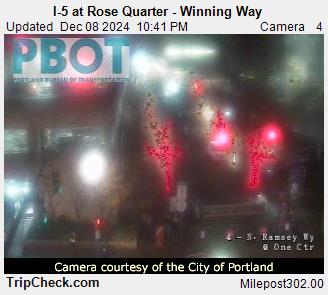 I-5 at Rose Quarter - Winning Way
Updated Dec 08 2024 10:41 PM Camera 4
PBOT
PORTLAND BUREAU OF TRANSPORTATION
4 - N. Ramsey Wy
@ One Ctr
Camera courtesy of the City of Portland
TripCheck.com Milepost302.00